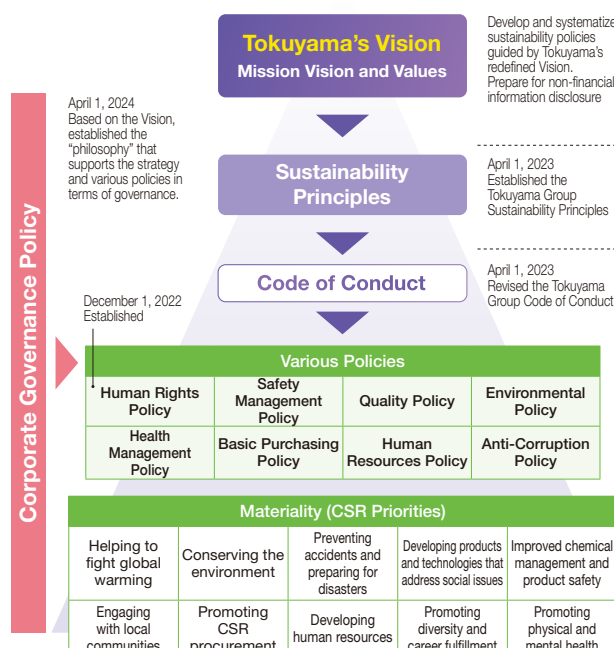 Tokuyama's Vision
Mission Vision and Values
Develop and systematize
sustainability policies
guided by Tokuyama's
redefined Vision.
Prepare for non-financial
information disclosure
April 1, 2024
Based on the Vision,
established the
"philosophy" that
supports the strategy
and various policies in
terms of governance.
Sustainability
Principles
April 1, 2023
Established the
Tokuyama Group
Sustainability Principles
Code of Conduct
April 1, 2023
Revised the Tokuyama
Group Code of Conduct
Corporate Governance Policy
December 1, 2022
Established
Various Policies
Human Rights
Policy
Safety
Management
Policy
Quality Policy
Environmental
Policy
Health
Management
Policy
Basic Purchasing
Policy
Human
Resources Policy
Anti-Corruption
Policy
Materiality (CSR Priorities)
Helping to
fight global
warming
Conserving the
environment
Preventing
accidents and
preparing for
disasters
Developing products
and technologies that
address social issues
Improved chemical
management and
product safety
Engaging
with local
communities
Promoting
CSR
procurement
Developing
human resources
Promoting
diversity and
career fulfillment
Promoting
physical and
mental health